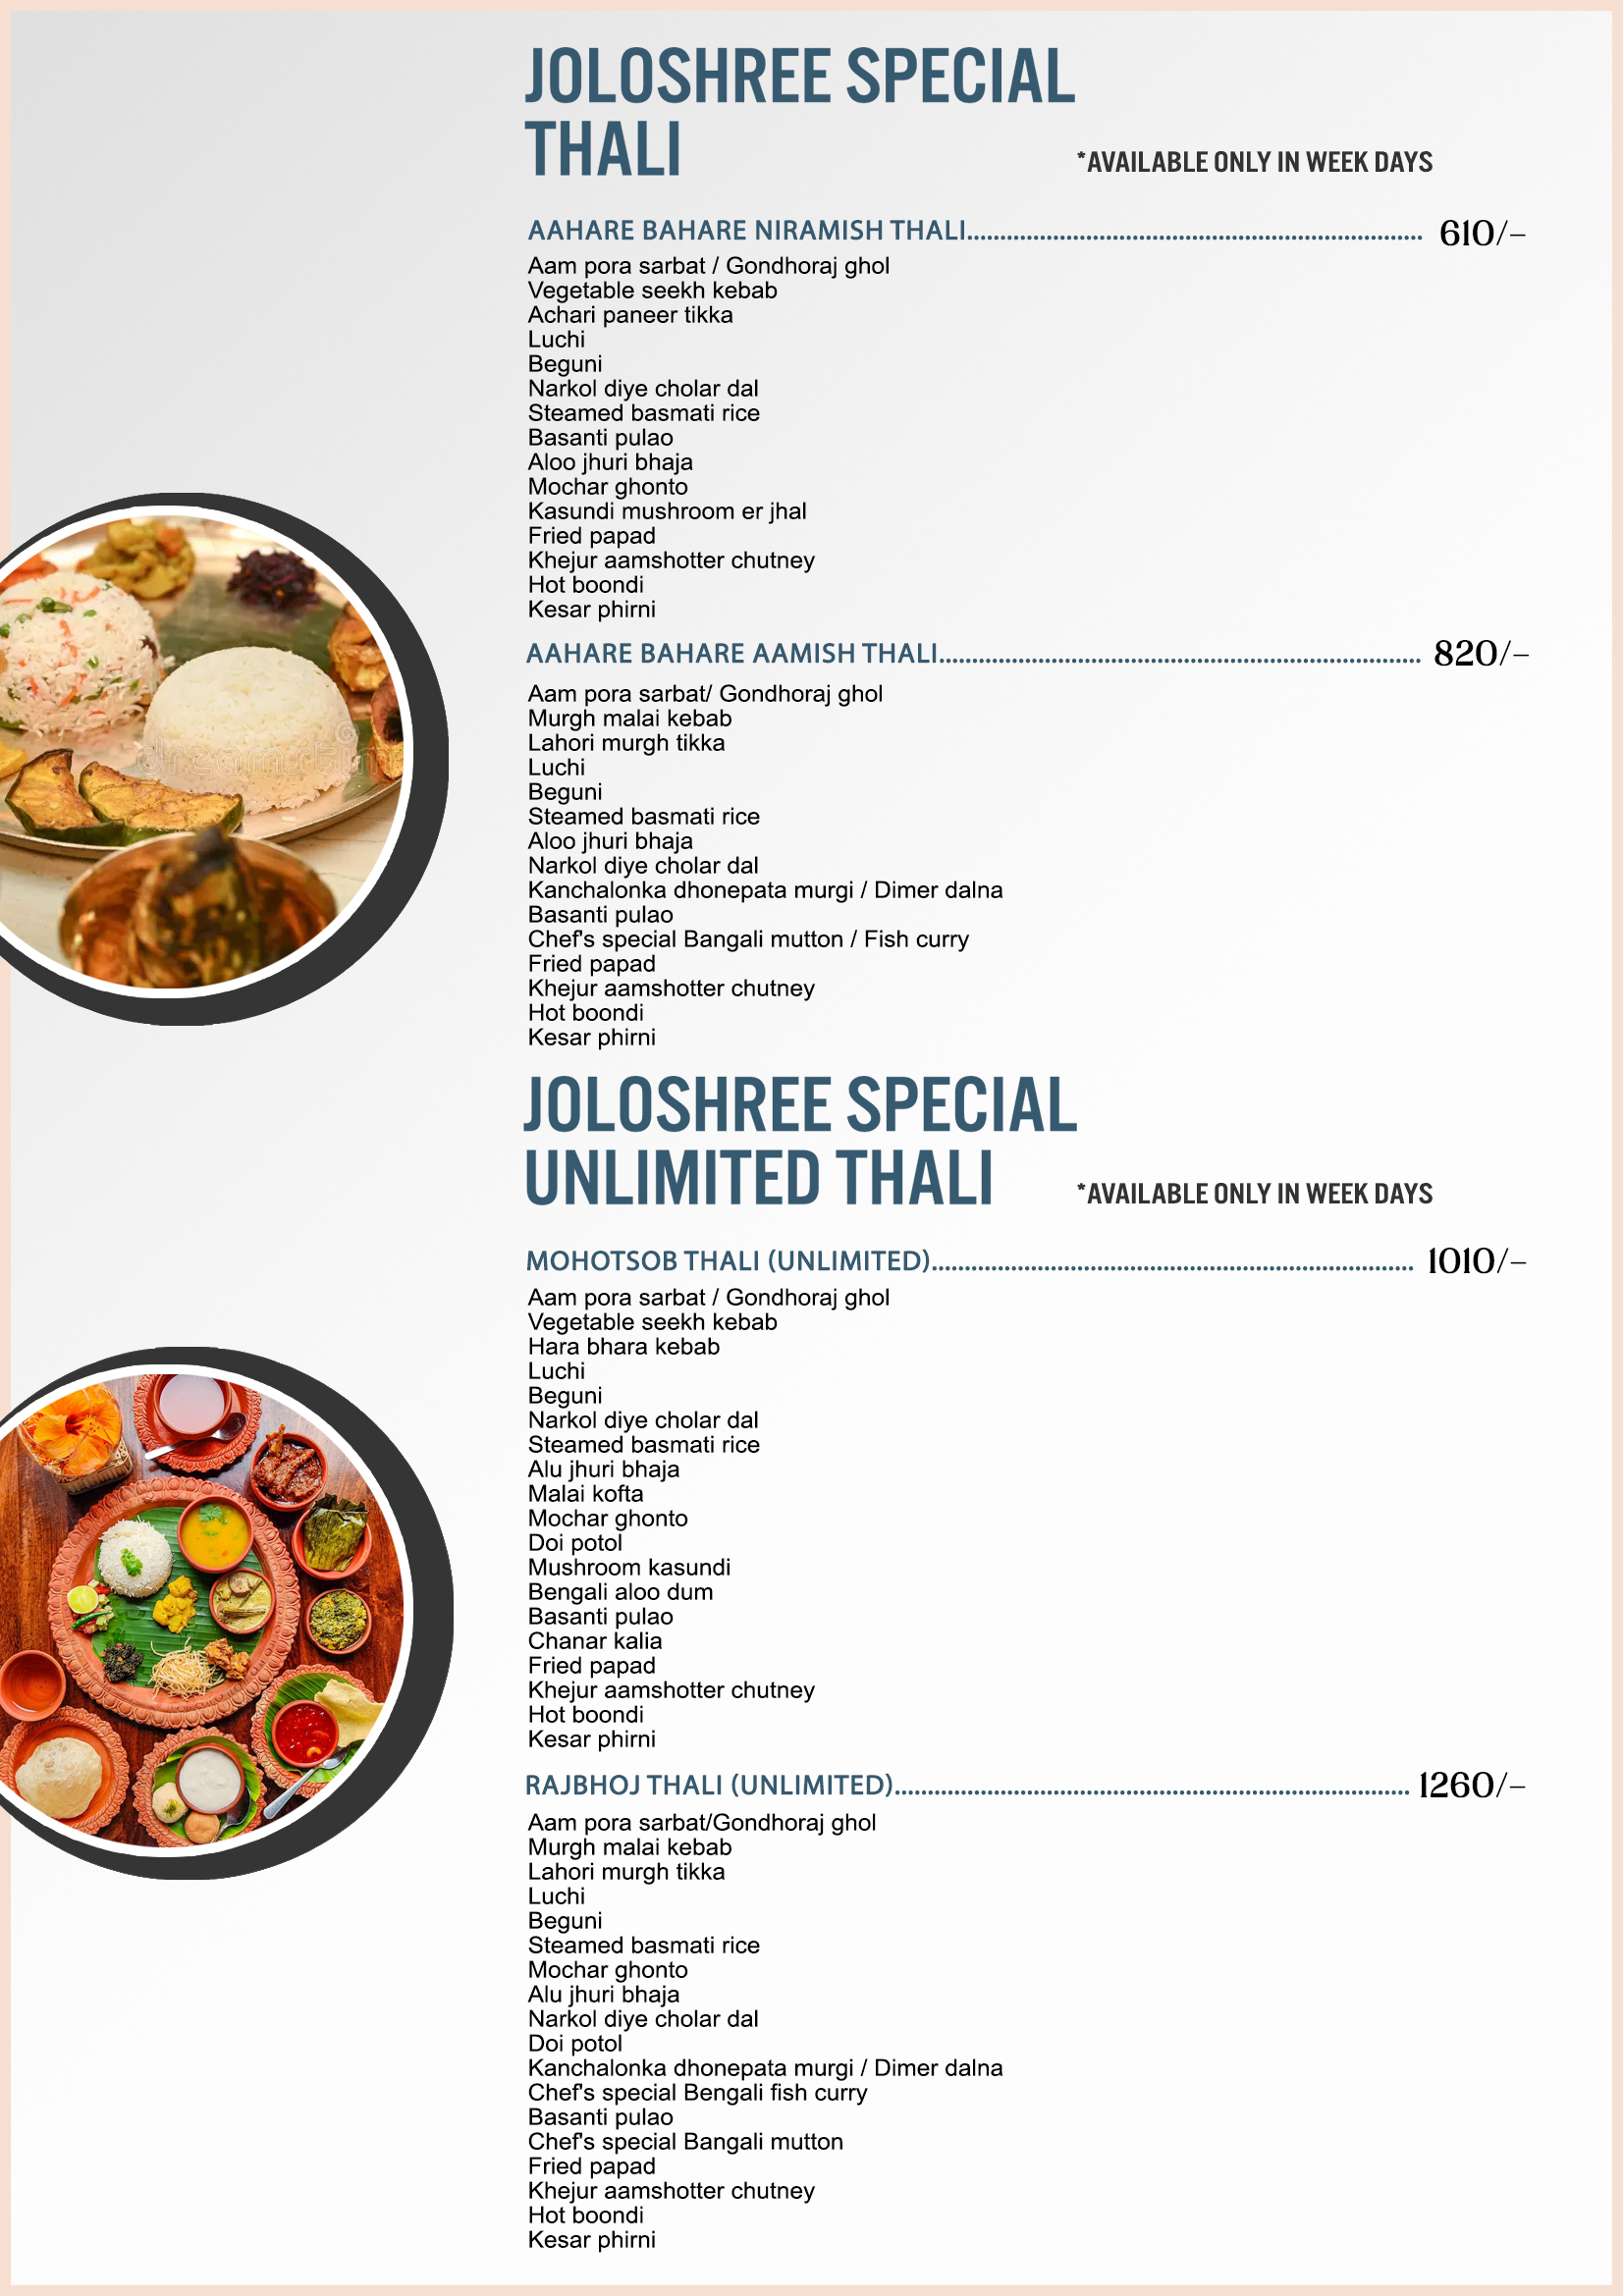 JOLOSHREE SPECIAL
THALI
*AVAILABLE ONLY IN WEEK DAYS
AAHARE BAHARE NIRAMISH THALI 610/-
Aam pora sarbat / Gondhoraj ghol
Vegetable seekh kebab
Achari paneer tikka
Luchi
Beguni
Narkol diye cholar dal
Steamed basmati rice
Basanti pulao
Aloo jhuri bhaja
Mochar ghonto
Kasundi mushroom er jhal
Fried papad
Khejur aamshotter chutney
Hot boondi
Kesar phirni
AAHARE BAHARE AAMISH THALI 820/-
Aam pora sarbat/ Gondhoraj ghol
Murgh malai kebab
Lahori murgh tikka
Luchi
Beguni
Steamed basmati rice
Aloo jhuri bhaja
Narkol diye cholar dal
Kanchalonka dhonepata murgi / Dimer dalna
Basanti pulao
Chef's special Bangali mutton / Fish curry
Fried papad
Khejur aamshotter chutney
Hot boondi
Kesar phirni
JOLOSHREE SPECIAL
UNLIMITED THALI
*AVAILABLE ONLY IN WEEK DAYS
MOHOTSOB THALI (UNLIMITED) 1010/-
Aam pora sarbat / Gondhoraj ghol
Vegetable seekh kebab
Hara bhara kebab
Luchi
Beguni
Narkol diye cholar dal
Steamed basmati rice
Alu jhuri bhaja
Malai kofta
Mochar ghonto
Doi potol
Mushroom kasundi
Bengali aloo dum
Basanti pulao
Chanar kalia
Fried papad
Khejur aamshotter chutney
Hot boondi
Kesar phirni
RAJBHOJ THALI (UNLIMITED) 1260/-
Aam pora sarbat/Gondhoraj ghol
Murgh malai kebab
Lahori murgh tikka
Luchi
Beguni
Steamed basmati rice
Mochar ghonto
Alu jhuri bhaja
Narkol diye cholar dal
Doi potol
Kanchalonka dhonepata murgi / Dimer dalna
Chef's special Bengali fish curry
Basanti pulao
Chef's special Bangali mutton
Fried papad
Khejur aamshotter chutney
Hot boondi
Kesar phirni